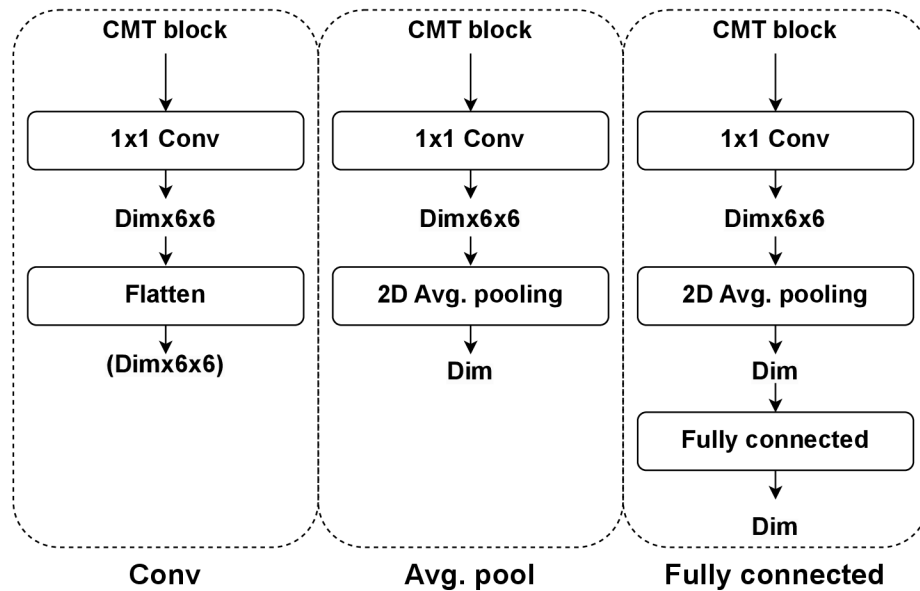 CMT block
1x1 Conv
Dimx6x6
Flatten
(Dimx6x6)
Conv
CMT block
1x1 Conv
Dimx6x6
2D Avg. pooling
Dim
Avg. pool
CMT block
1x1 Conv
Dimx6x6
2D Avg. pooling
Dim
Fully connected
Dim
Fully connected